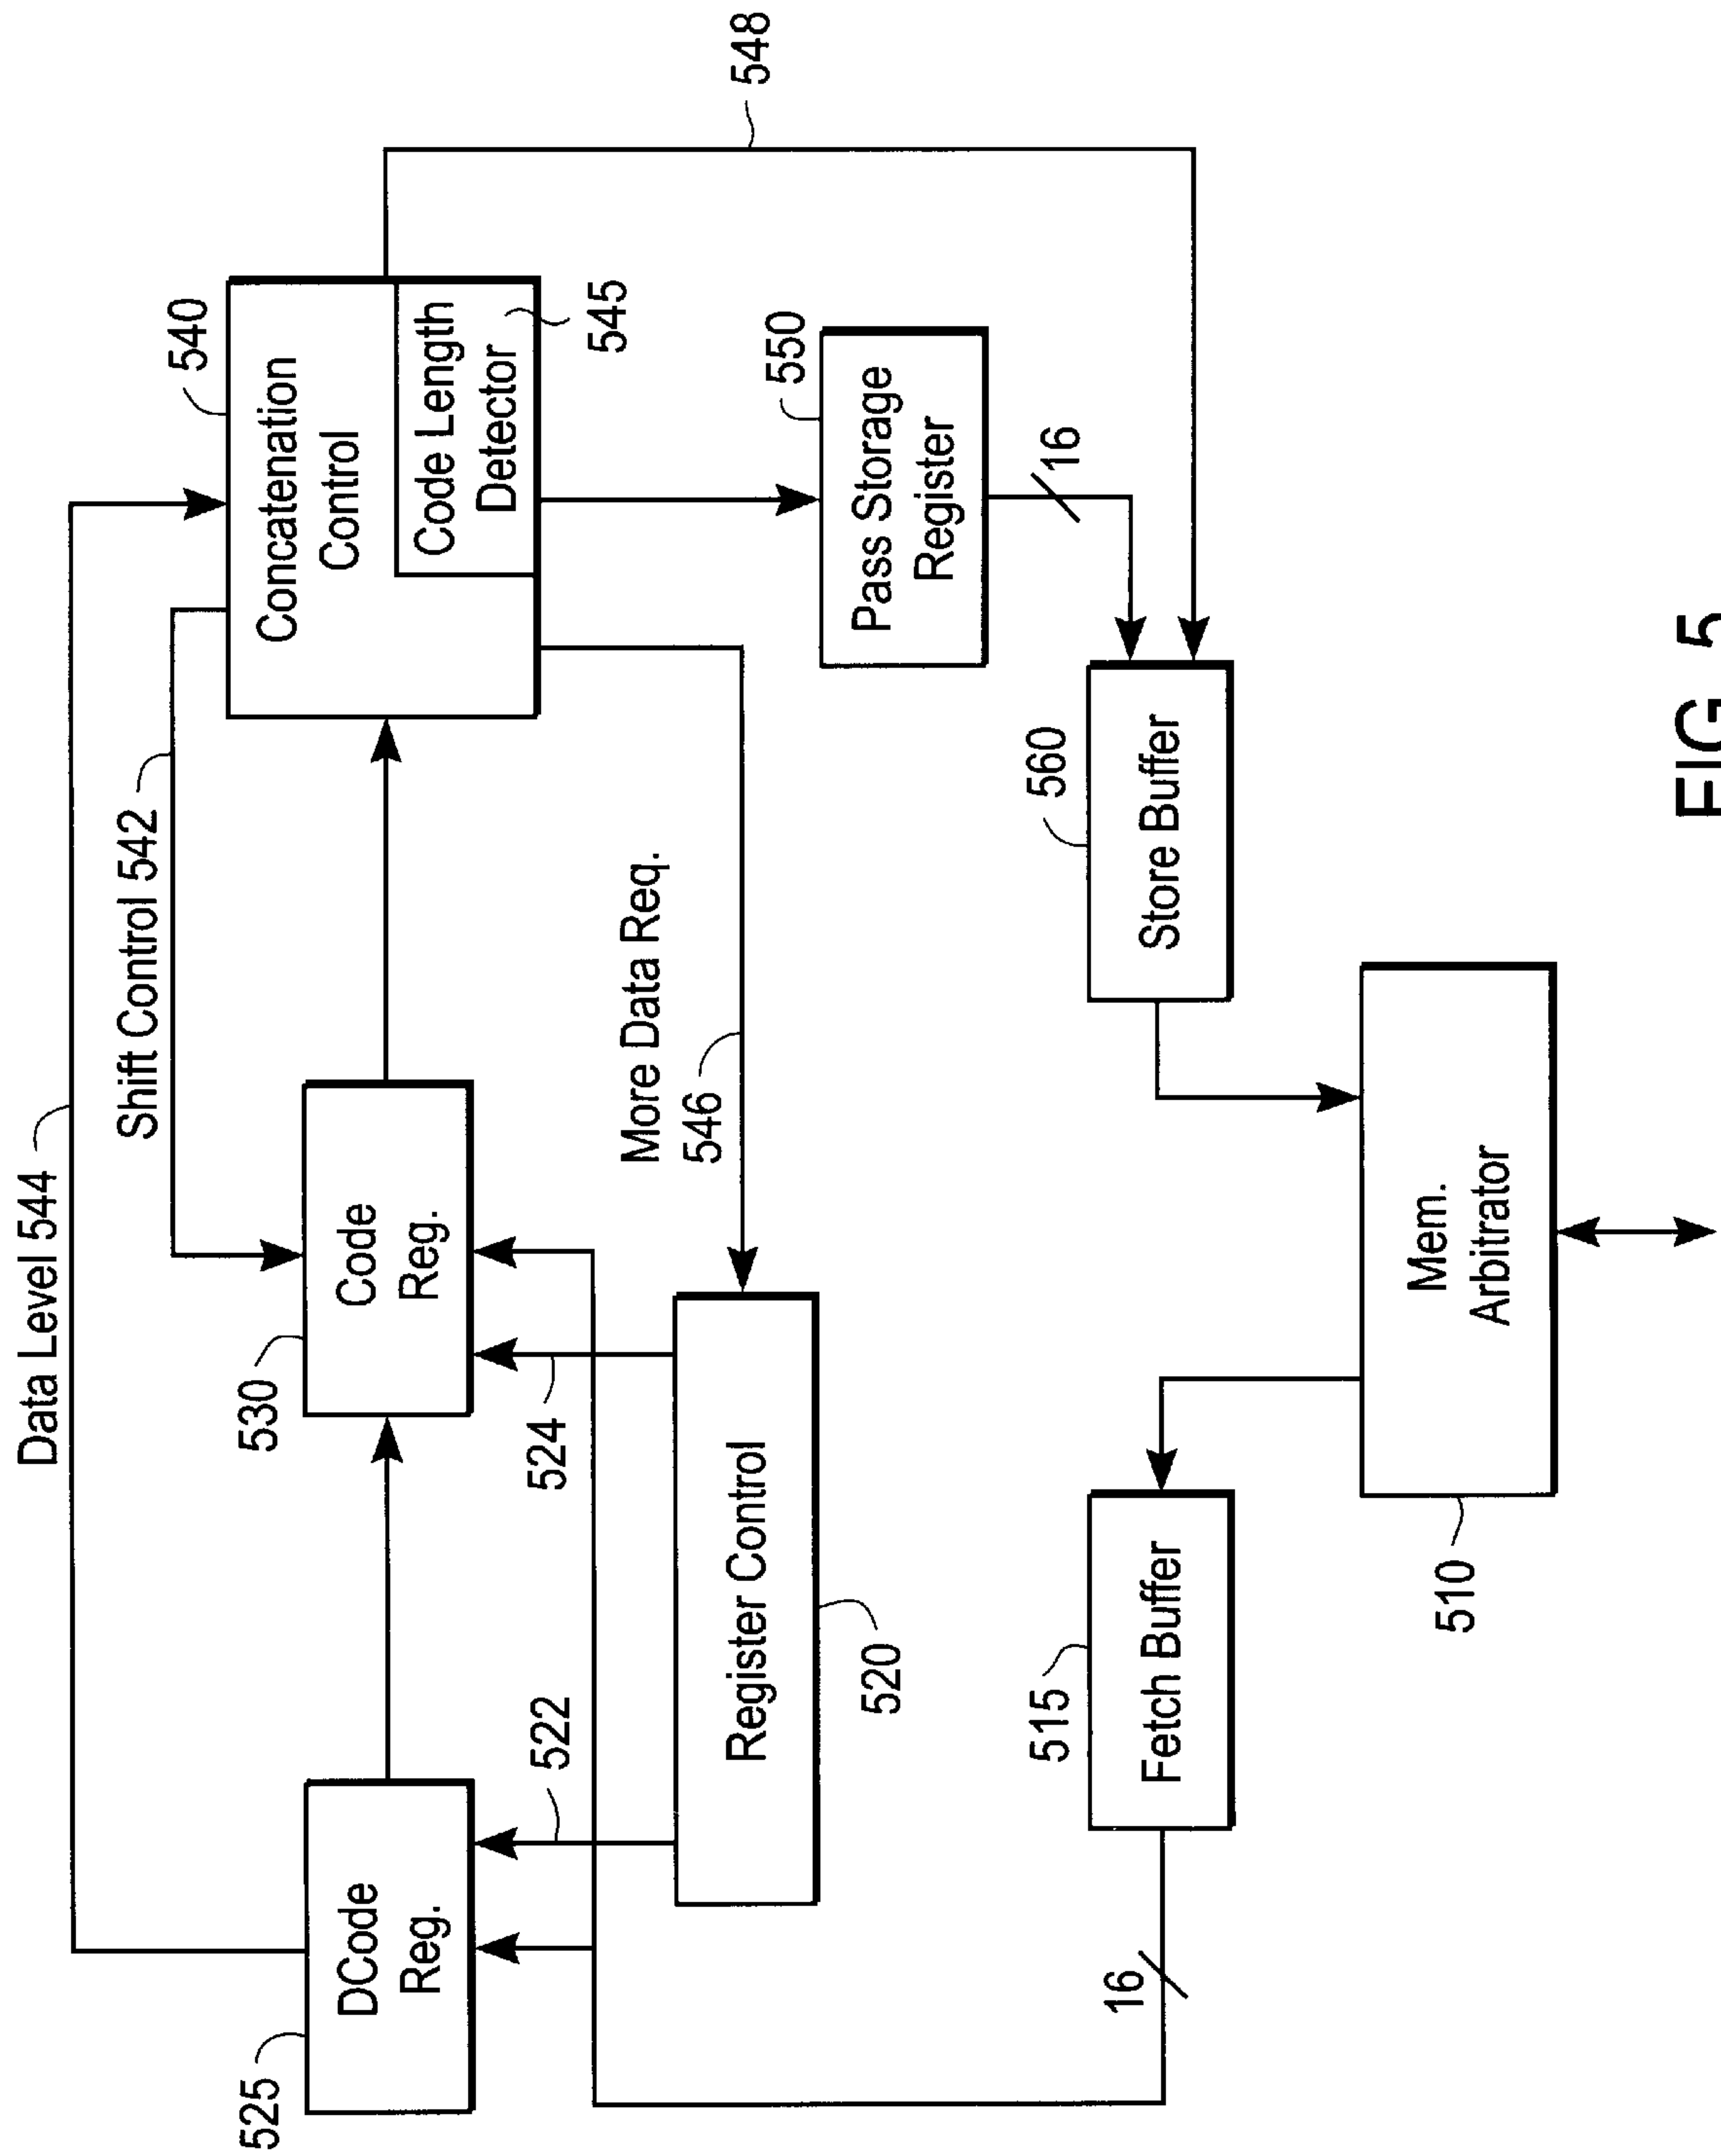 Data Level 544
Shift Control 542
548
540
Concatenation
Control
Code Length
Detector
545
525
DCode
Reg.
530
Code
Reg.
522
524
More Data Req.
546
550
Pass Storage
Register
16
Register Control
520
515
Fetch Buffer
16
560
Store Buffer
510
Mem.
Arbitrator
FIG. 5